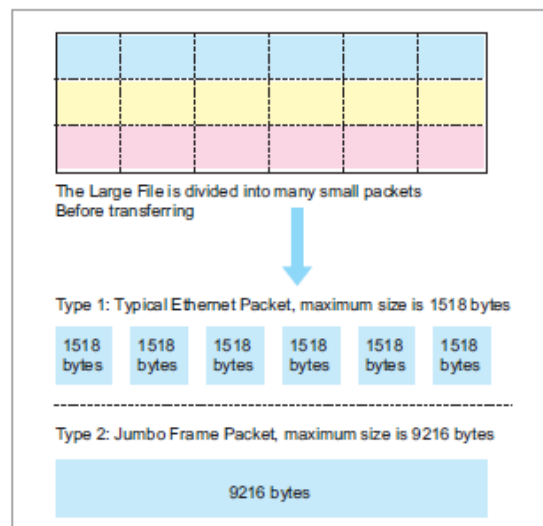 The Large File is divided into many small packets
Before transferring
Type 1: Typical Ethernet Packet, maximum size is 1518 bytes
1518 1518 1518 1518 1518 1518
bytes bytes bytes bytes bytes bytes
Type 2: Jumbo Frame Packet, maximum size is 9216 bytes
9216 bytes